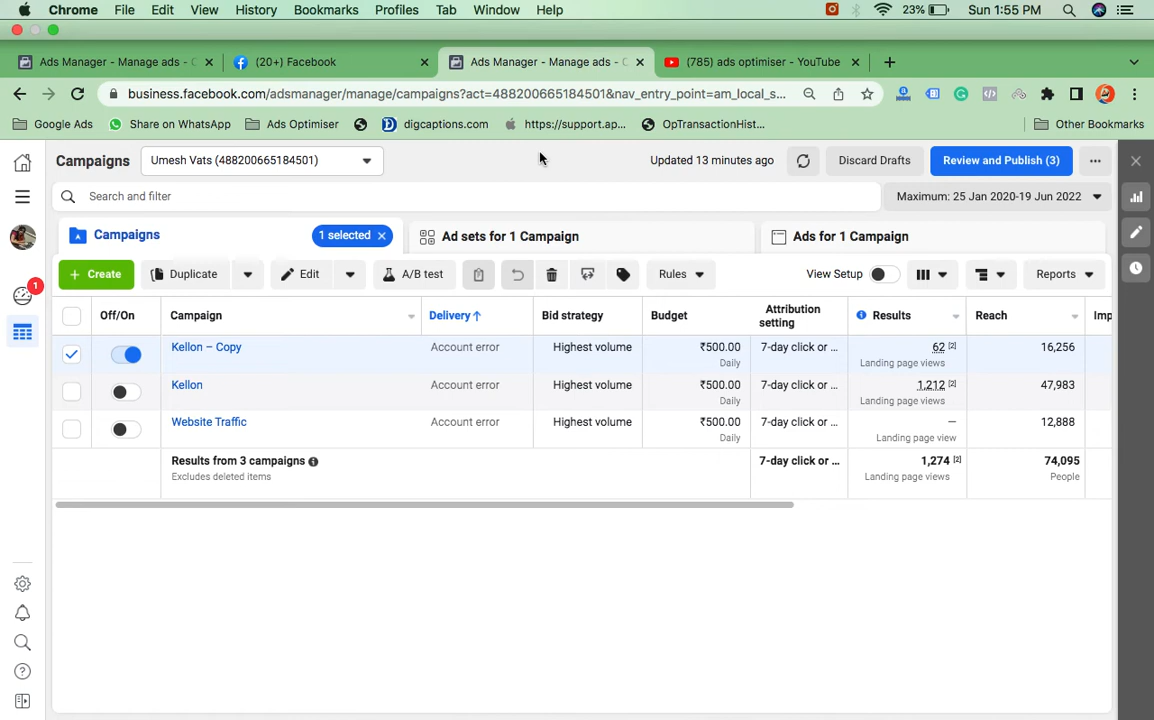 Chrome File Edit View History Bookmarks Profiles Tab Window Help 23% Sun 1:55 PM
Ads Manager - Manage ads - C × (20+) Facebook × Ads Manager - Manage ads - C × (785) ads optimiser - YouTube × +
business.facebook.com/adsmanager/manage/campaigns?act=488200665184501&nav_entry_point=am_local_s...
Google Ads Share on WhatsApp Ads Optimiser digcaptions.com https://support.ap... OpTransactionHist... Other Bookmarks
Campaigns Umesh Vats (488200665184501) Updated 13 minutes ago Discard Drafts Review and Publish (3) ...
Search and filter Maximum: 25 Jan 2020-19 Jun 2022
Campaigns 1 selected × Ad sets for 1 Campaign Ads for 1 Campaign
+ Create Duplicate Edit A/B test Rules View Setup Reports
1
Off/On Campaign Delivery ↑ Bid strategy Budget Attribution setting Results Reach Imp
Kellon – Copy Account error Highest volume ₹500.00 7-day click or ... 62 [2] 16,256
Daily Landing page views
Kellon Account error Highest volume ₹500.00 7-day click or ... 1,212 [2] 47,983
Daily Landing page views
Website Traffic Account error Highest volume ₹500.00 7-day click or ... — 12,888
Daily Landing page view
Results from 3 campaigns 7-day click or ... 1,274 [2] 74,095
Excludes deleted items Landing page views People